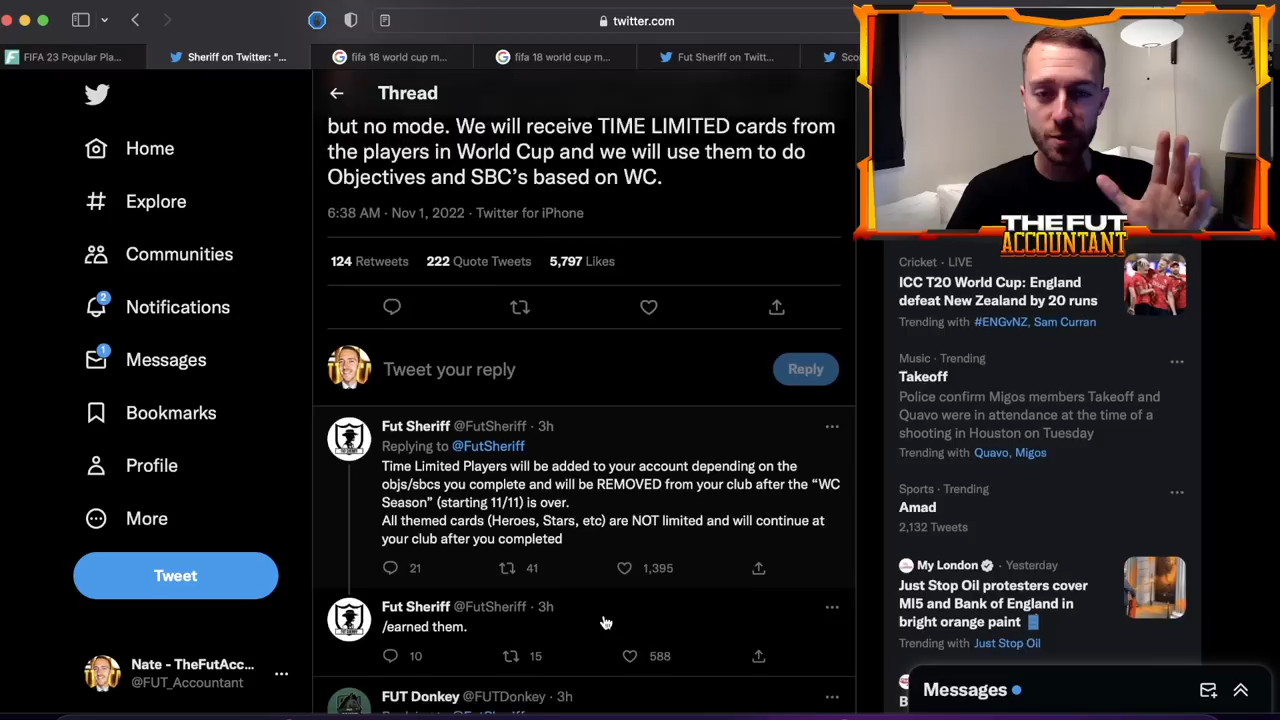 twitter.com
FIFA 23 Popular Pla...
Sheriff on Twitter: "...
fifa 18 world cup m...
fifa 18 world cup m...
Fut Sheriff on Twitt...
Sco
Home
Explore
Communities
2
Notifications
1
Messages
Bookmarks
Profile
More
Tweet
Nate - TheFutAcc...
@FUT_Accountant
Thread
but no mode. We will receive TIME LIMITED cards from
the players in World Cup and we will use them to do
Objectives and SBC's based on WC.
6:38 AM · Nov 1, 2022 · Twitter for iPhone
124 Retweets 222 Quote Tweets 5,797 Likes
Tweet your reply
Reply
Fut Sheriff @FutSheriff · 3h
Replying to @FutSheriff
Time Limited Players will be added to your account depending on the
objs/sbcs you complete and will be REMOVED from your club after the “WC
Season” (starting 11/11) is over.
All themed cards (Heroes, Stars, etc) are NOT limited and will continue at
your club after you completed
21 41 1,395
Fut Sheriff @FutSheriff · 3h
/earned them.
10 15 588
FUT Donkey @FUTDonkey · 3h
THE FUT
ACCOUNTANT
Cricket · LIVE
ICC T20 World Cup: England
defeat New Zealand by 20 runs
Trending with #ENGvNZ, Sam Curran
Music · Trending
Takeoff
Police confirm Migos members Takeoff and
Quavo were in attendance at the time of a
shooting in Houston on Tuesday
Trending with Quavo, Migos
Sports · Trending
Amad
2,132 Tweets
My London · Yesterday
Just Stop Oil protesters cover
MI5 and Bank of England in
bright orange paint
Trending with Just Stop Oil
Messages